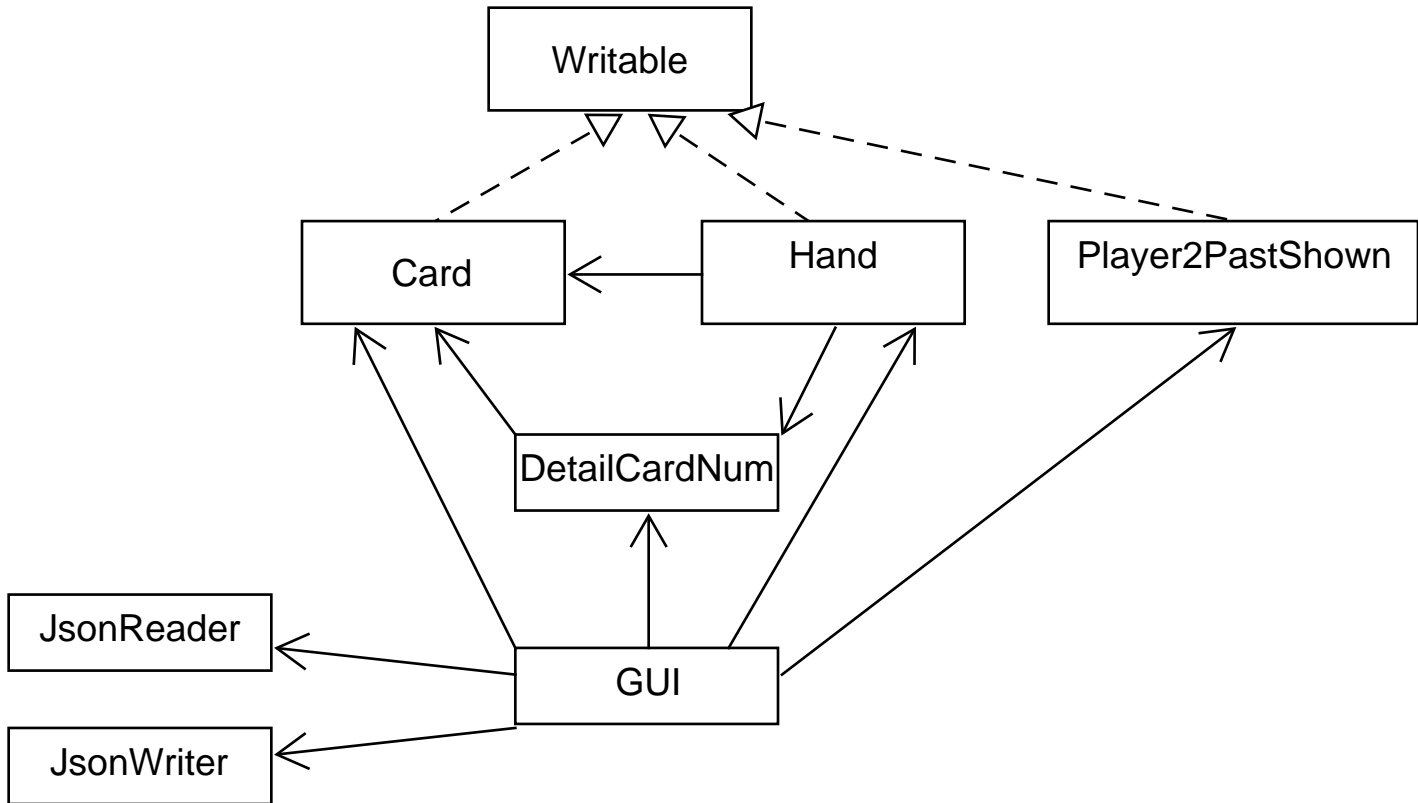 Writable
Card
Hand
Player2PastShown
DetailCardNum
JsonReader
GUI
JsonWriter